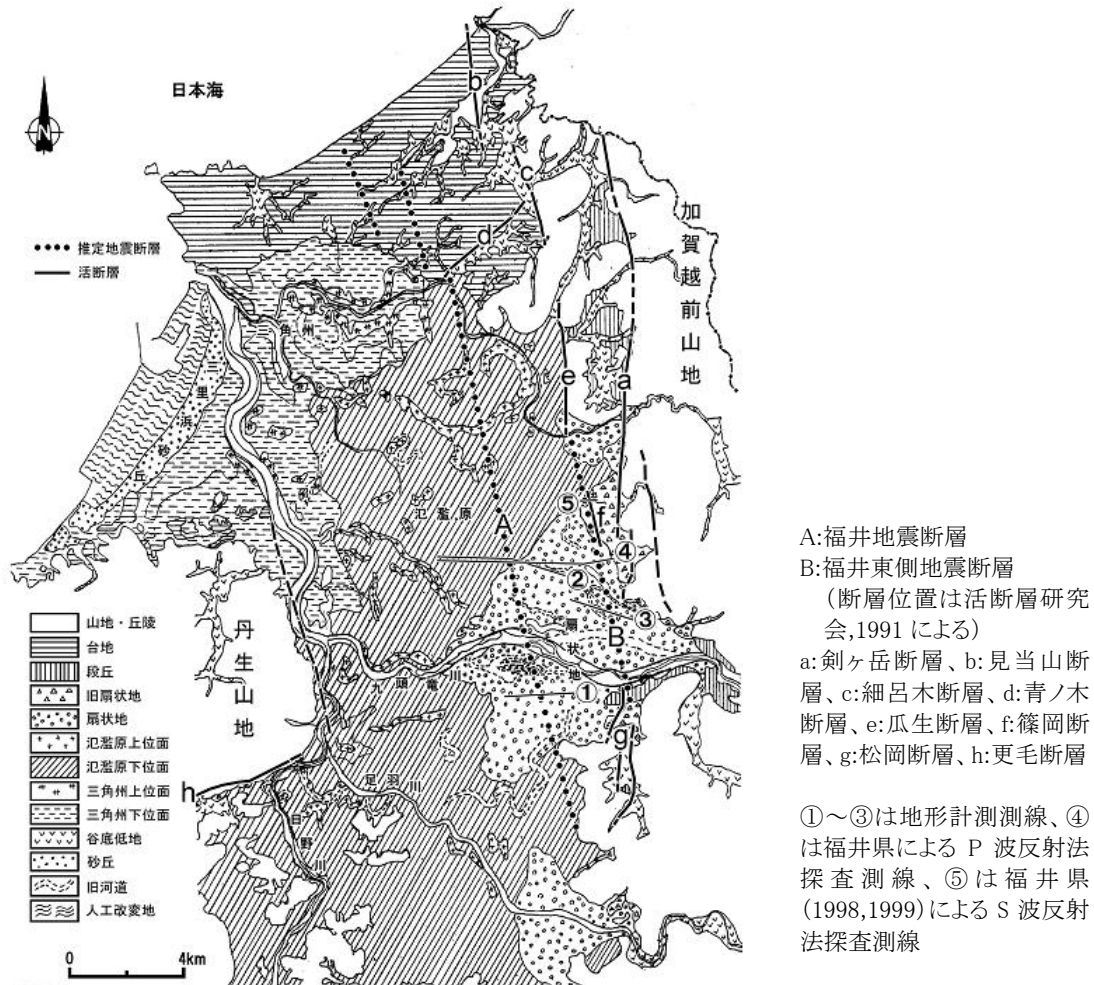 日本海
N
推定地震断層
活断層
加賀越前山地
b
c
d
三角州
里浜砂丘
e
a
氾濫原
A
f
⑤
④
②
③
扇状地
B
①
九頭竜川
g
足羽川
日野川
h
丹生山地
山地・丘陵
台地
段丘
旧扇状地
扇状地
氾濫原上位面
氾濫原下位面
三角州上位面
三角州下位面
谷底低地
砂丘
旧河道
人工改変地
0 4km
A:福井地震断層
B:福井東側地震断層
(断層位置は活断層研究
会,1991 による)
a:剣ヶ岳断層、b:見当山断
層、c:細呂木断層、d:青ノ木
断層、e:瓜生断層、f:篠岡断
層、g:松岡断層、h:更毛断層
①～③は地形計測測線、④
は福井県による P 波反射法
探査測線、⑤は福井県
(1998,1999)による S 波反射
法探査測線